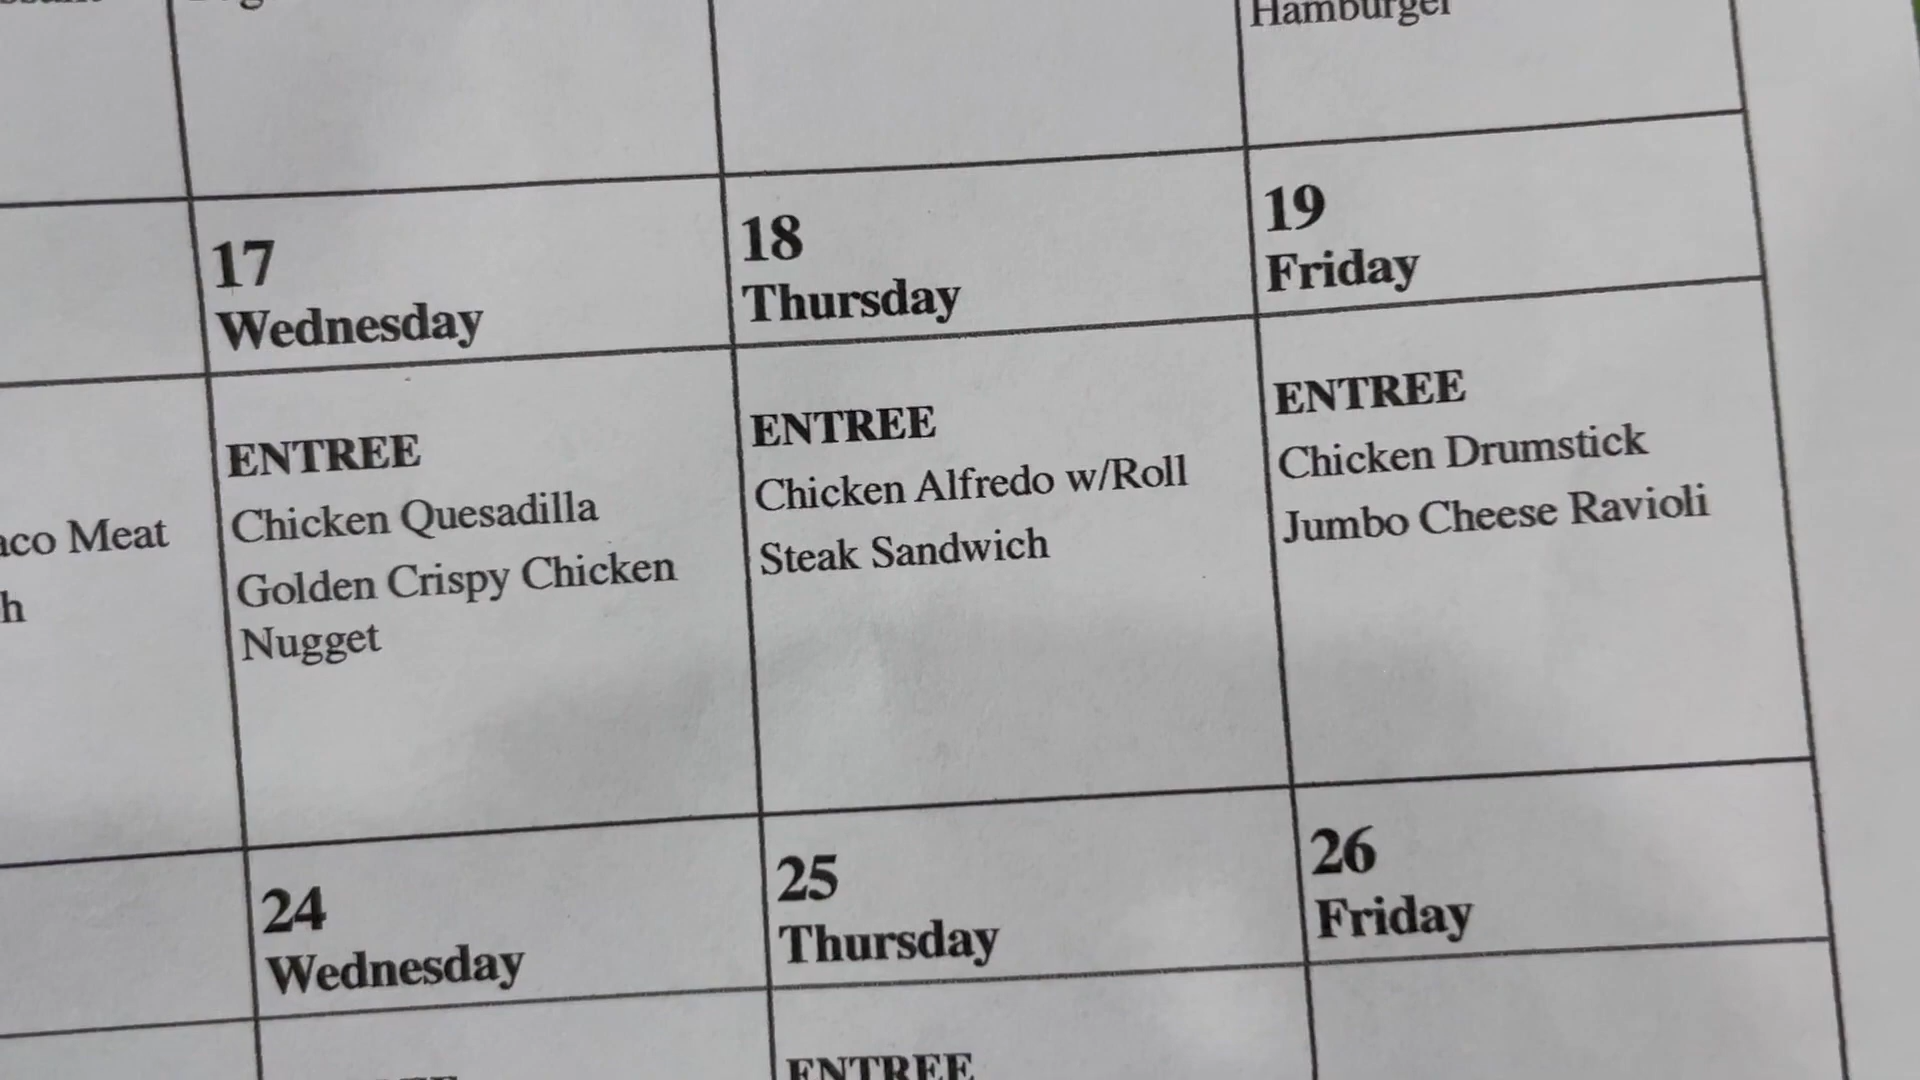 Hamburger
17
Wednesday
18
Thursday
19
Friday
Meat
ENTREE
Chicken Quesadilla
Golden Crispy Chicken
Nugget
ENTREE
Chicken Alfredo w/Roll
Steak Sandwich
ENTREE
Chicken Drumstick
Jumbo Cheese Ravioli
24
Wednesday
25
Thursday
26
Friday
ENTREE